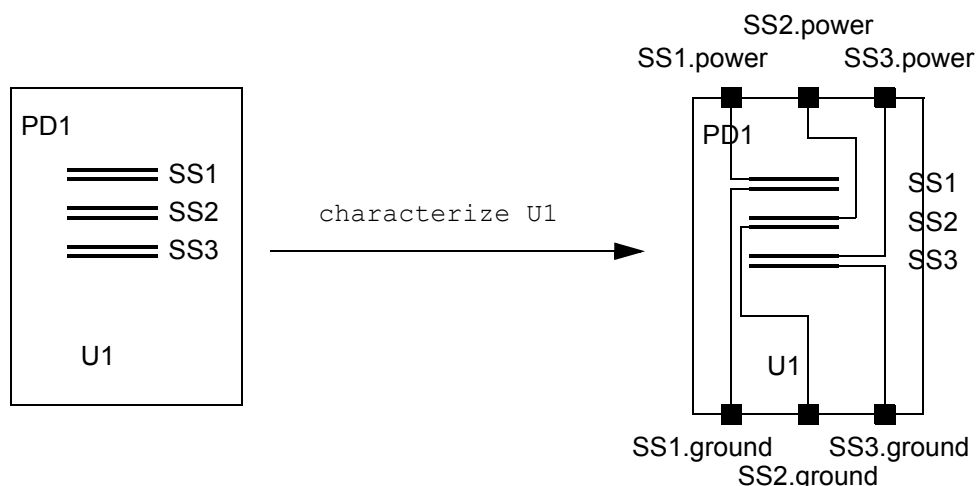 SS2.power
SS1.power
SS3.power
PD1
SS1
SS2
SS3
U1
characterize U1
PD1
SS1
SS2
SS3
U1
SS1.ground
SS3.ground
SS2.ground